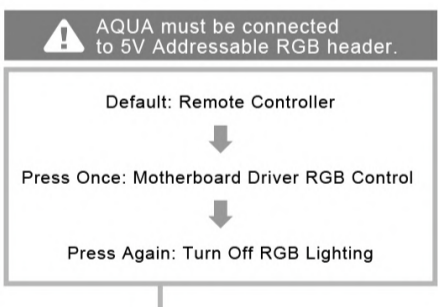 AQUA must be connected
to 5V Addressable RGB header.
Default: Remote Controller
Press Once: Motherboard Driver RGB Control
Press Again: Turn Off RGB Lighting